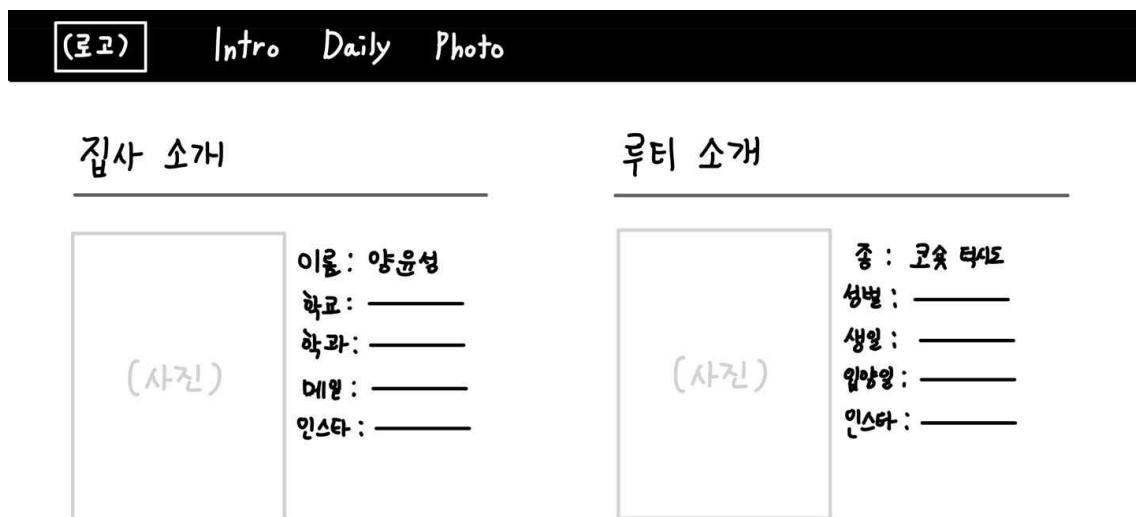 (로고) Intro Daily Photo
집사 소개
(사진)
이름: 양윤성
학교:
학과:
메일:
인스타:
루티 소개
(사진)
종: 코숏 턱시도
성별:
생일:
입양일:
인스타: